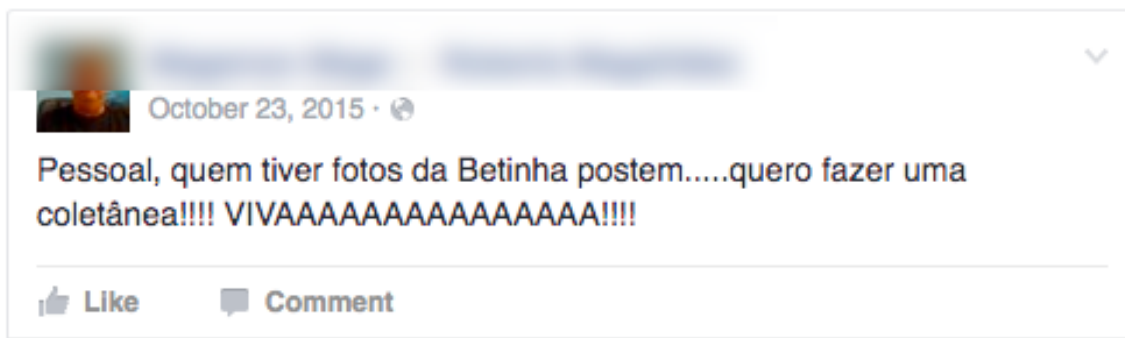 October 23, 2015 ·
Pessoal, quem tiver fotos da Betinha postem.....quero fazer uma
coletânea!!!! VIVAAAAAAAAAAAAAAA!!!!
Like Comment